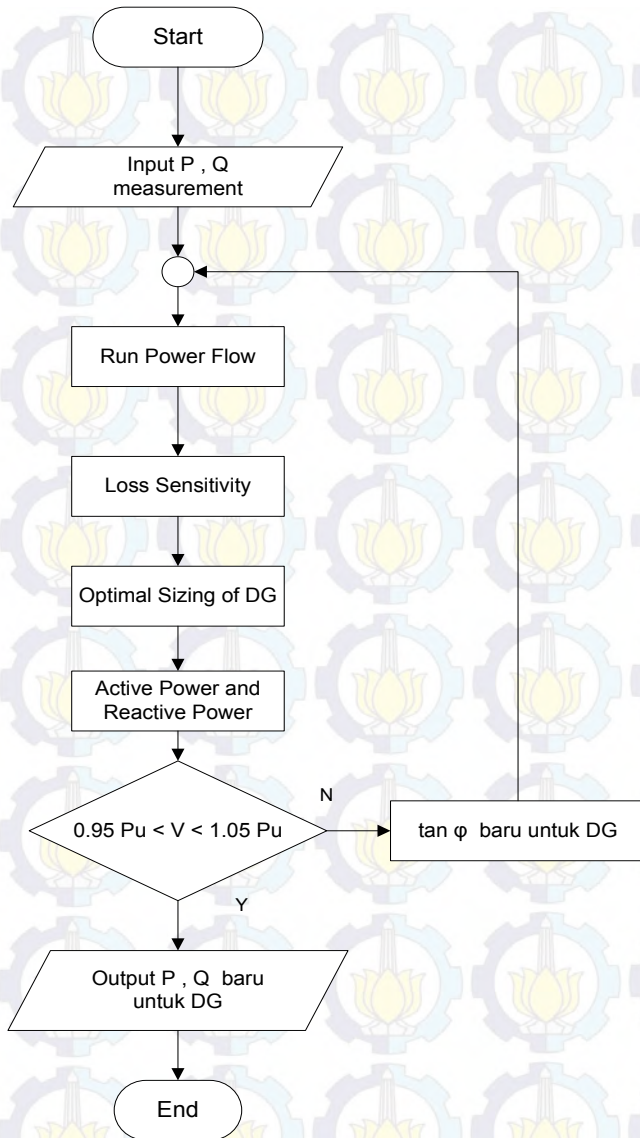 Start
Input P , Q
measurement
Run Power Flow
Loss Sensitivity
Optimal Sizing of DG
Active Power and
Reactive Power
0.95 Pu < V < 1.05 Pu
N
tan φ baru untuk DG
Y
Output P , Q baru
untuk DG
End